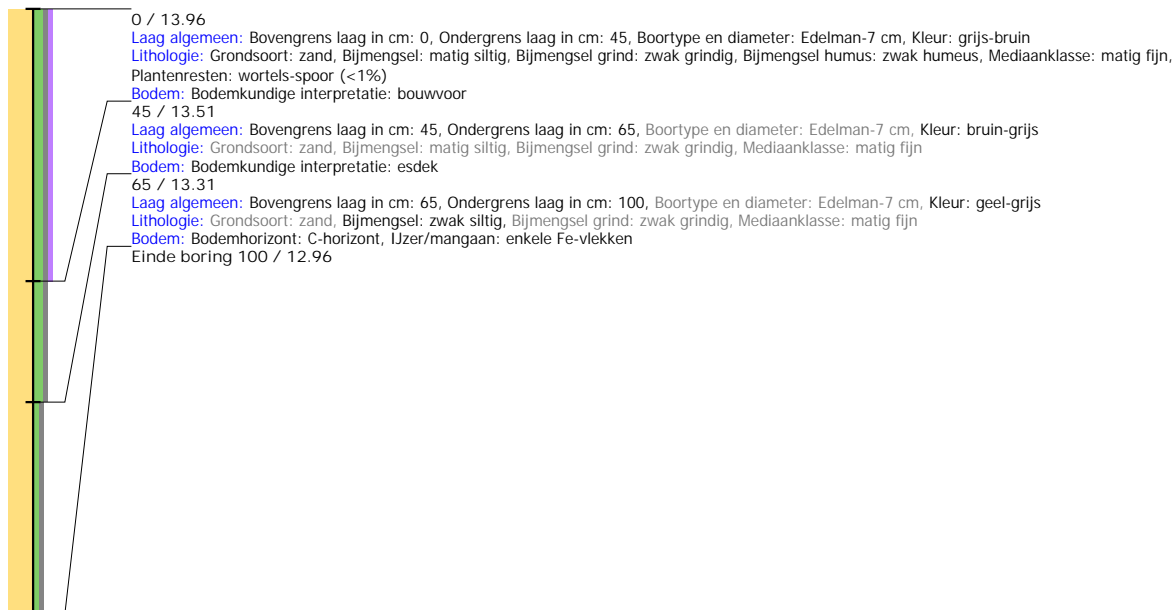 0 / 13.96
Laag algemeen: Bovengrens laag in cm: 0, Ondergrens laag in cm: 45, Boortype en diameter: Edelman-7 cm, Kleur: grijs-bruin
Lithologie: Grondsoort: zand, Bijmengsel: matig siltig, Bijmengsel grind: zwak grindig, Bijmengsel humus: zwak humeus, Mediaanklasse: matig fijn,
Plantenresten: wortels-spoor (<1%)
Bodem: Bodemkundige interpretatie: bouwvoor
45 / 13.51
Laag algemeen: Bovengrens laag in cm: 45, Ondergrens laag in cm: 65, Boortype en diameter: Edelman-7 cm, Kleur: bruin-grijs
Lithologie: Grondsoort: zand, Bijmengsel: matig siltig, Bijmengsel grind: zwak grindig, Mediaanklasse: matig fijn
Bodem: Bodemkundige interpretatie: esdek
65 / 13.31
Laag algemeen: Bovengrens laag in cm: 65, Ondergrens laag in cm: 100, Boortype en diameter: Edelman-7 cm, Kleur: geel-grijs
Lithologie: Grondsoort: zand, Bijmengsel: zwak siltig, Bijmengsel grind: zwak grindig, Mediaanklasse: matig fijn
Bodem: Bodemhorizont: C-horizont, IJzer/mangaan: enkele Fe-vlekken
Einde boring 100 / 12.96